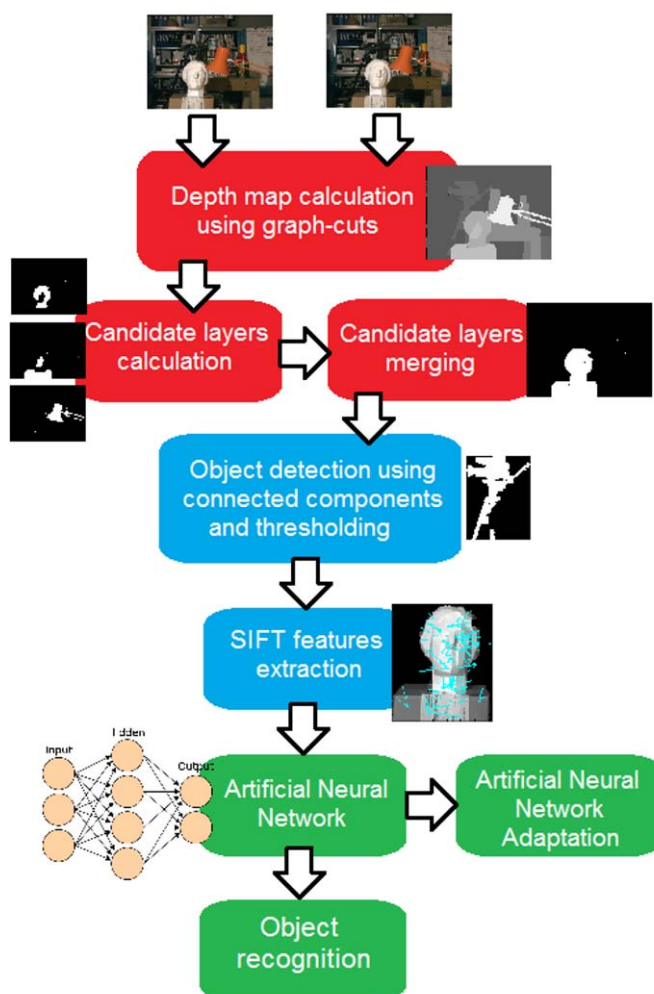 Depth map calculation
using graph-cuts
Candidate layers
calculation
Candidate layers
merging
Object detection using
connected components
and thresholding
SIFT features
extraction
Input
Output
Artificial Neural
Network
Artificial Neural
Network
Adaptation
Object
recognition